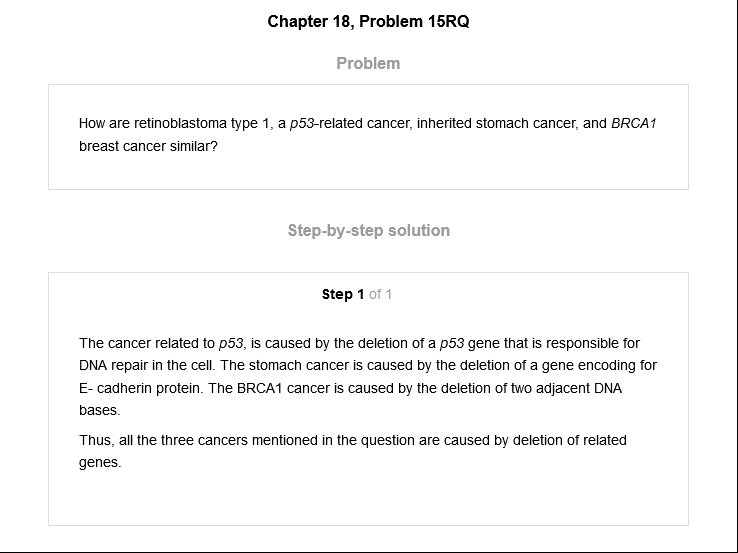 Chapter 18, Problem 15RQ
Problem
How are retinoblastoma type 1, a p53-related cancer, inherited stomach cancer, and BRCA1
breast cancer similar?
Step-by-step solution
Step 1 of 1
The cancer related to p53, is caused by the deletion of a p53 gene that is responsible for
DNA repair in the cell. The stomach cancer is caused by the deletion of a gene encoding for
E- cadherin protein. The BRCA1 cancer is caused by the deletion of two adjacent DNA
bases.
Thus, all the three cancers mentioned in the question are caused by deletion of related
genes.